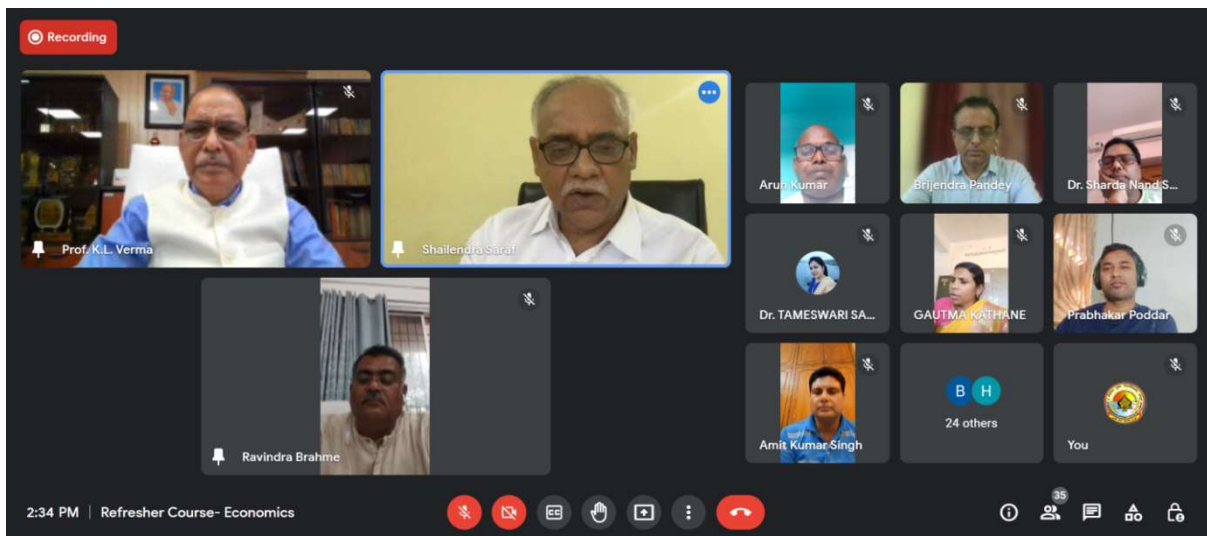 Recording
Prof. K.L. Verma
Shailendra Saraf
Arun Kumar
Brijendra Pandey
Dr. Sharda Nand S...
Dr. TAMESWARI SA...
GAUTMA KATHANE
Prabhakar Poddar
Ravindra Brahme
Amit Kumar Singh
B H
24 others
You
2:34 PM | Refresher Course- Economics
CC
35